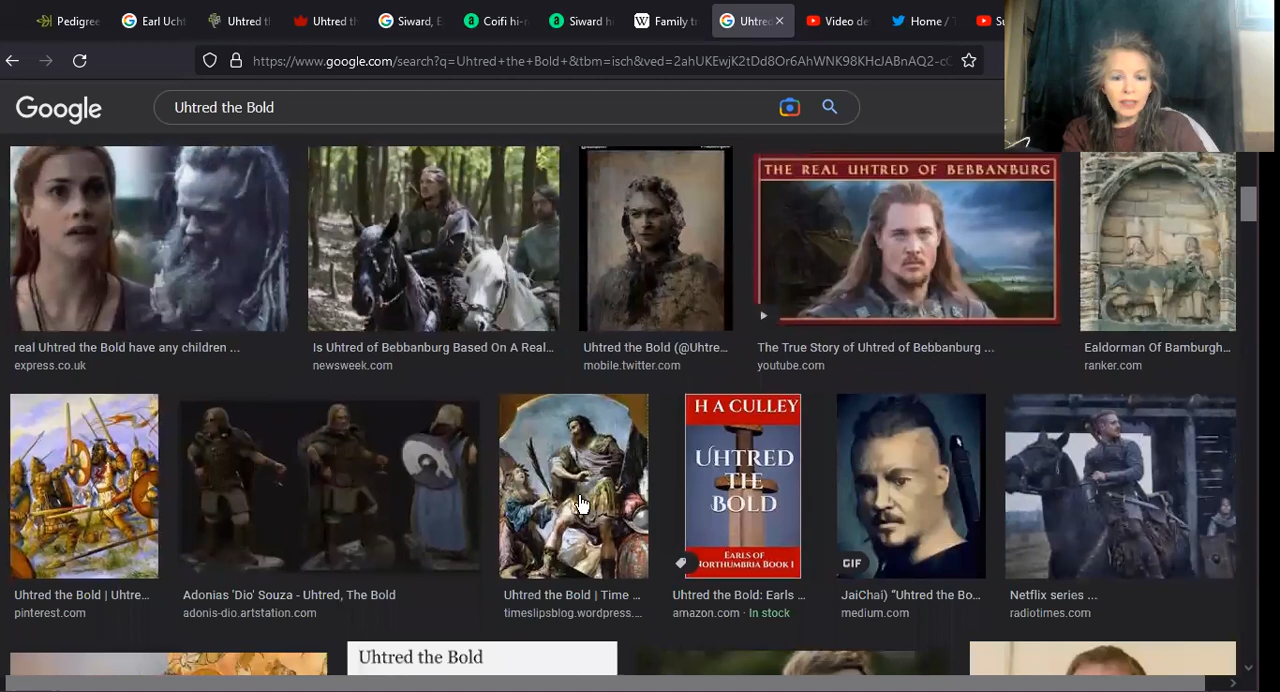 Pedigree
Earl Ucht
Uhtred t
Uhtred th
Siward, E
Coifi hi-
Siward h
Family tr
Uhtred
Video de
Home / T
Su
https://www.google.com/search?q=Uhtred+the+Bold+&tbm=isch&ved=2ahUKEwjK2tDd8Or6AhWNK98KHcJABnAQ2-c
Google
Uhtred the Bold
THE REAL UHTRED OF BEBBANBURG
real Uhtred the Bold have any children ...
express.co.uk
Is Uhtred of Bebbanburg Based On A Real...
newsweek.com
Uhtred the Bold (@Uhtre...
mobile.twitter.com
The True Story of Uhtred of Bebbanburg ...
youtube.com
Ealdorman Of Bamburgh...
ranker.com
H A CULLEY
UHTRED
THE
BOLD
EARLS OF
NORTHUMBRIA BOOK 1
GIF
Uhtred the Bold | Uhtre...
pinterest.com
Adonias 'Dio' Souza - Uhtred, The Bold
adonis-dio.artstation.com
Uhtred the Bold | Time ...
timeslipsblog.wordpress....
Uhtred the Bold: Earls ...
amazon.com · In stock
JaiChai) “Uhtred the Bo...
medium.com
Netflix series ...
radiotimes.com
Uhtred the Bold